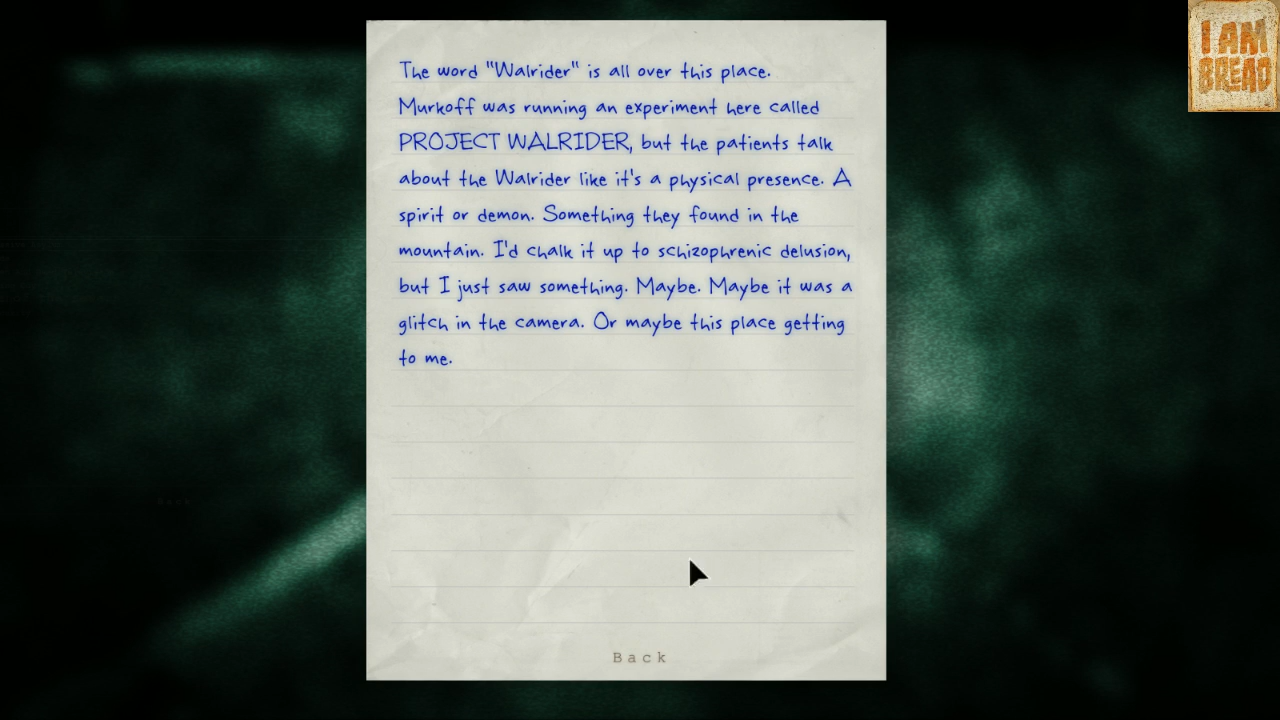 The word "Walrider" is all over this place.
Murkoff was running an experiment here called
PROJECT WALRIDER, but the patients talk
about the Walrider like it's a physical presence. A
spirit or demon. Something they found in the
mountain. I'd chalk it up to schizophrenic delusion,
but I just saw something. Maybe. Maybe it was a
glitch in the camera. Or maybe this place getting
to me.
Back
I AM
BREAD